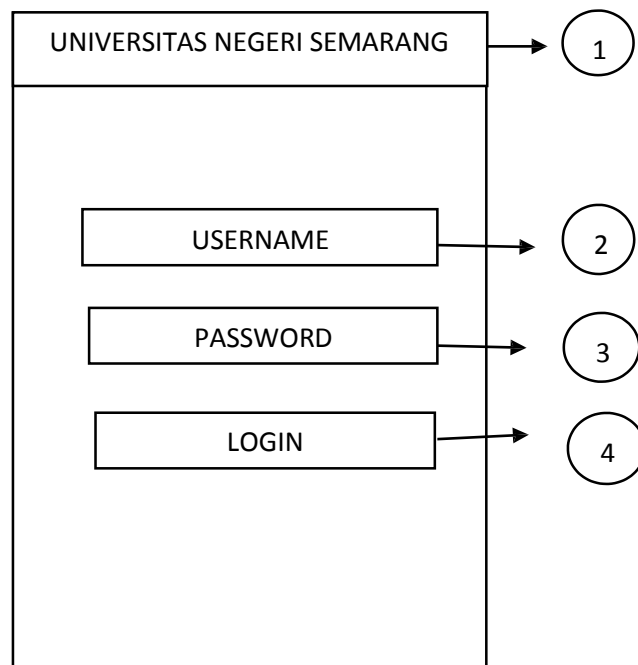 UNIVERSITAS NEGERI SEMARANG
1
USERNAME
2
PASSWORD
3
LOGIN
4